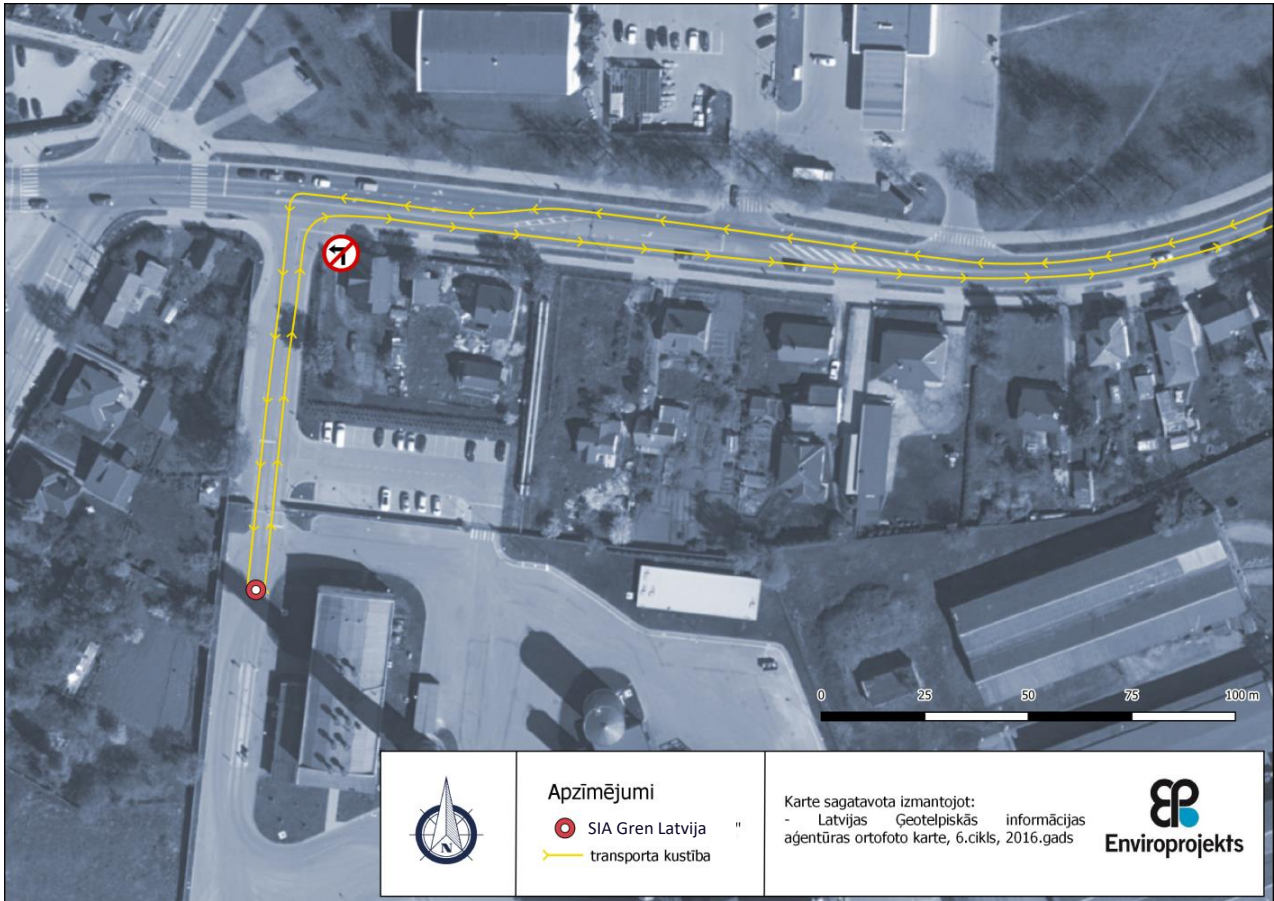 0 25 50 75 100 m
N
Apzīmējumi
SIA Gren Latvija "
transporta kustība
Karte sagatavota izmantojot:
- Latvijas Ģeotelpiskās informācijas
aģentūras ortofoto karte, 6.cikls, 2016.gads
Enviroprojekts